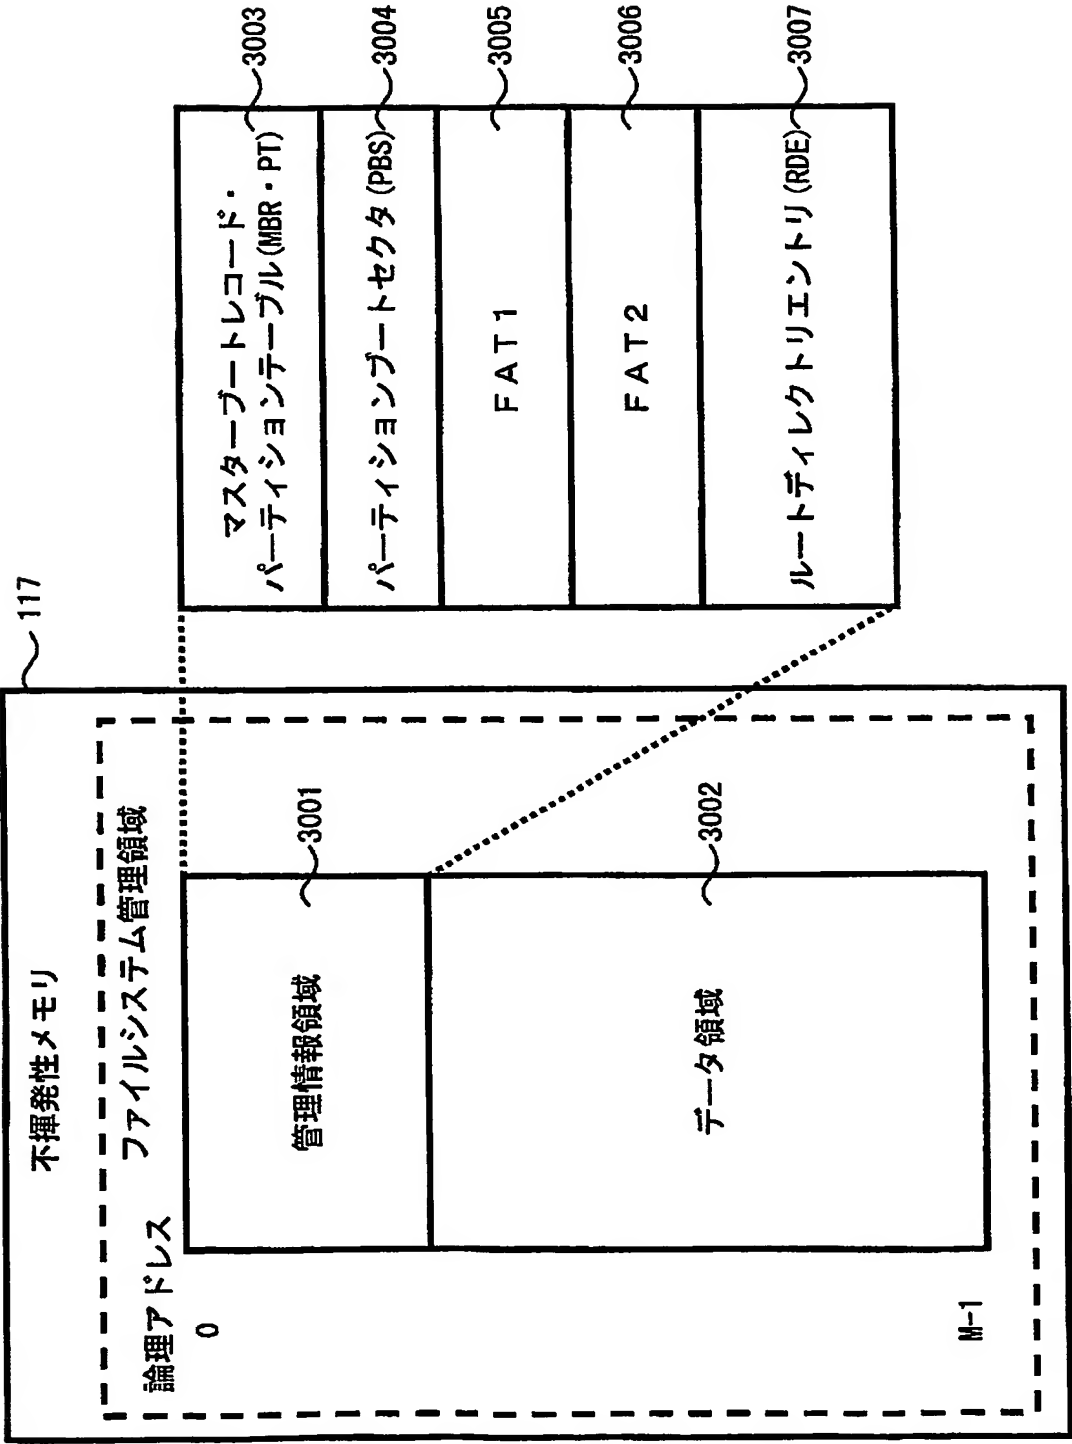 不揮発性メモリ
117
ファイルシステム管理領域
論理アドレス
0
M-1
管理情報領域
3001
データ領域
3002
マスターブートレコード・
パーティションテーブル(MBR・PT)
3003
パーティションブートセクタ(PBS)
3004
FAT1
3005
FAT2
3006
ルートディレクトリエントリ(RDE)
3007